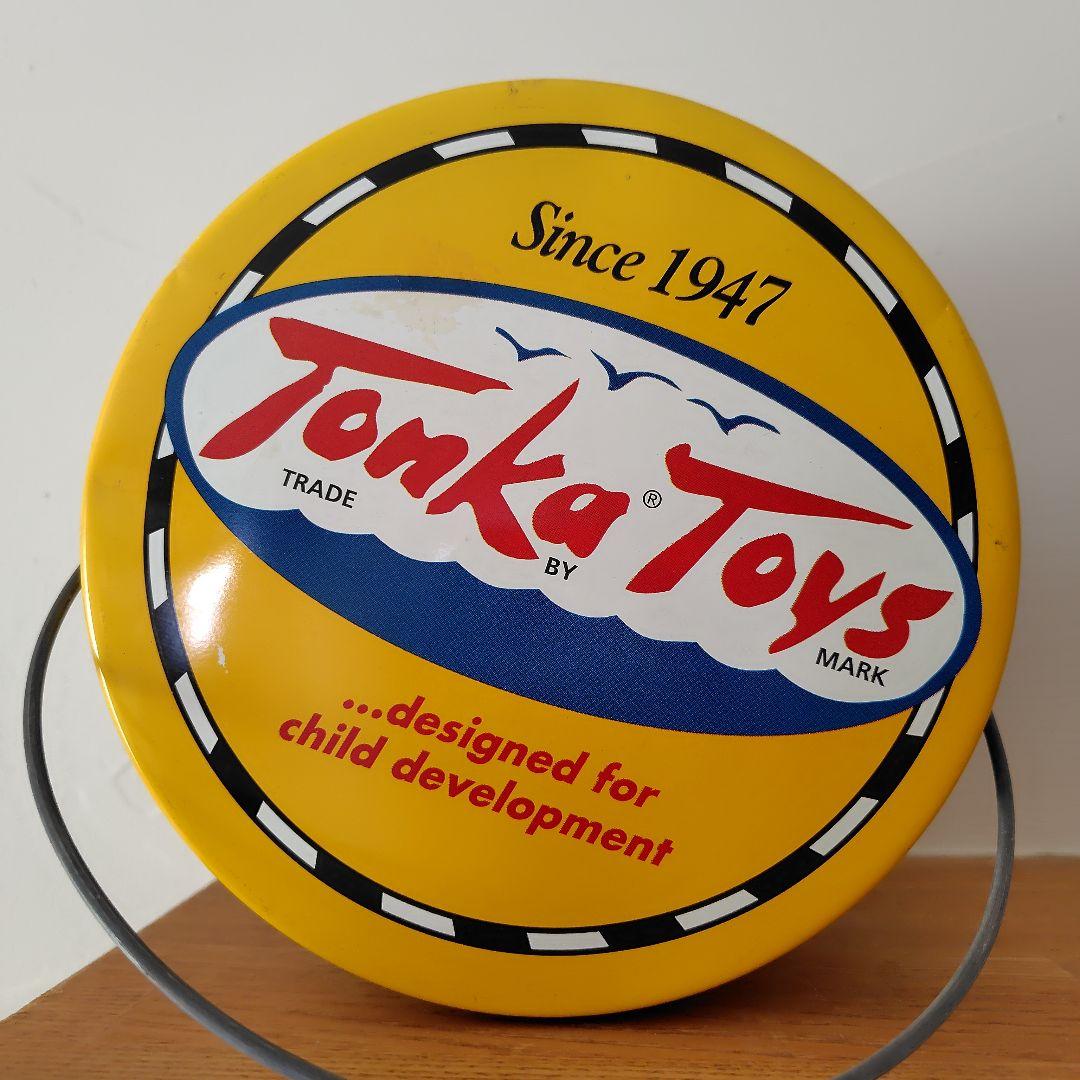 Since 1947
Tonka® Toys
TRADE BY MARK
...designed for
child development